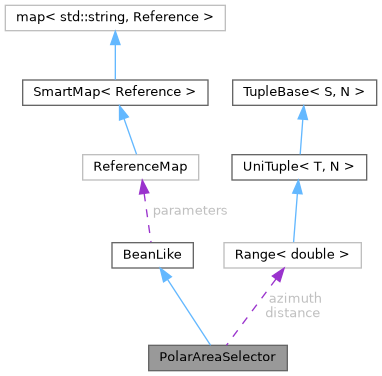 map< std::string, Reference >
SmartMap< Reference >
TupleBase< S, N >
ReferenceMap
UniTuple< T, N >
parameters
BeanLike
Range< double >
azimuth
distance
PolarAreaSelector